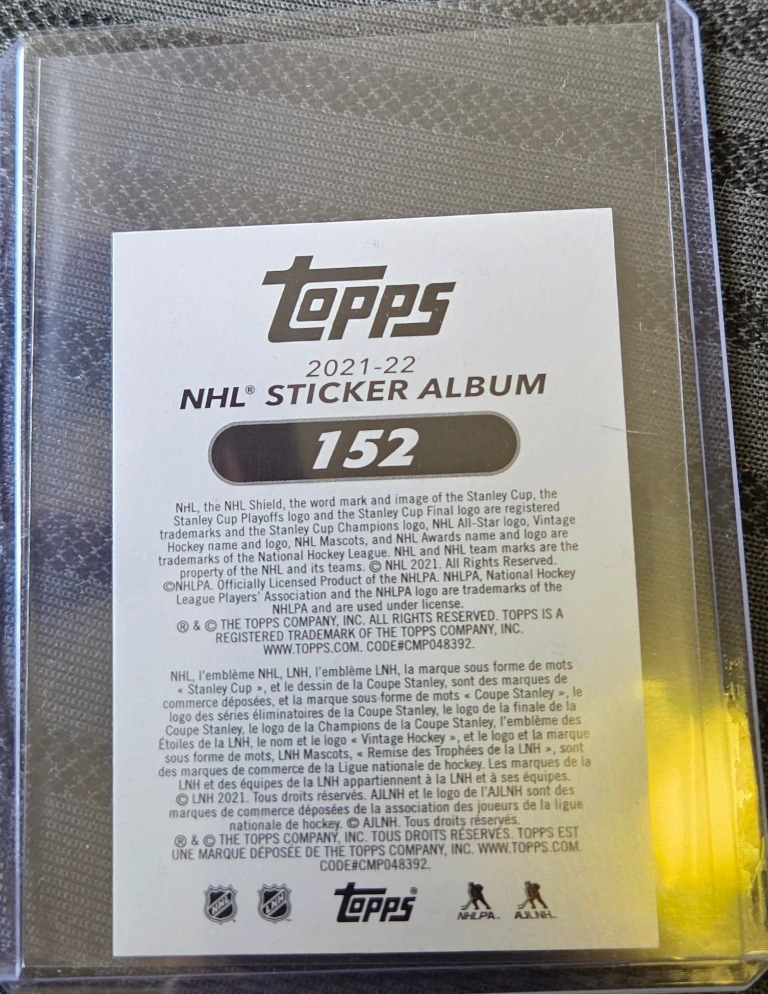 Topps
2021-22
NHL® STICKER ALBUM
152
NHL, the NHL Shield, the word mark and image of the Stanley Cup, the
Stanley Cup Playoffs logo and the Stanley Cup Final logo are registered
trademarks and the Stanley Cup Champions logo, NHL All-Star logo, Vintage
Hockey name and logo, NHL Mascots, and NHL Awards name and logo are
trademarks of the National Hockey League. NHL and NHL team marks are the
property of the NHL and its teams. © NHL 2021. All Rights Reserved.
©NHLPA. Officially Licensed Product of the NHLPA. NHLPA, National Hockey
League Players' Association and the NHLPA logo are trademarks of the
NHLPA and are used under license.
® & © THE TOPPS COMPANY, INC. ALL RIGHTS RESERVED. TOPPS IS A
REGISTERED TRADEMARK OF THE TOPPS COMPANY, INC.
WWW.TOPPS.COM. CODE#CMP048392.
NHL, l'emblème NHL, LNH, l'emblème LNH, la marque sous forme de mots
« Stanley Cup », et le dessin de la Coupe Stanley, sont des marques de
commerce déposées, et la marque sous forme de mots « Coupe Stanley », le
logo des séries éliminatoires de la Coupe Stanley, le logo de la finale de la
Coupe Stanley, le logo de la Champions de la Coupe Stanley, l'emblème des
Étoiles de la LNH, le nom et le logo « Vintage Hockey », et le logo et la marque
sous forme de mots, LNH Mascots, « Remise des Trophées de la LNH », sont
des marques de commerce de la Ligue nationale de hockey. Les marques de la
LNH et des équipes de la LNH appartiennent à la LNH et à ses équipes.
© LNH 2021. Tous droits réservés. AJLNH et le logo de l'AJLNH sont des
marques de commerce déposées de la association des joueurs de la ligue
nationale de hockey. © AJLNH. Tous droits réservés.
® & © THE TOPPS COMPANY, INC. TOUS DROITS RÉSERVÉS. TOPPS EST
UNE MARQUE DÉPOSÉE DE THE TOPPS COMPANY, INC. WWW.TOPPS.COM.
CODE#CMP048392.
NHL LNH Topps® NHLPA AJLNH